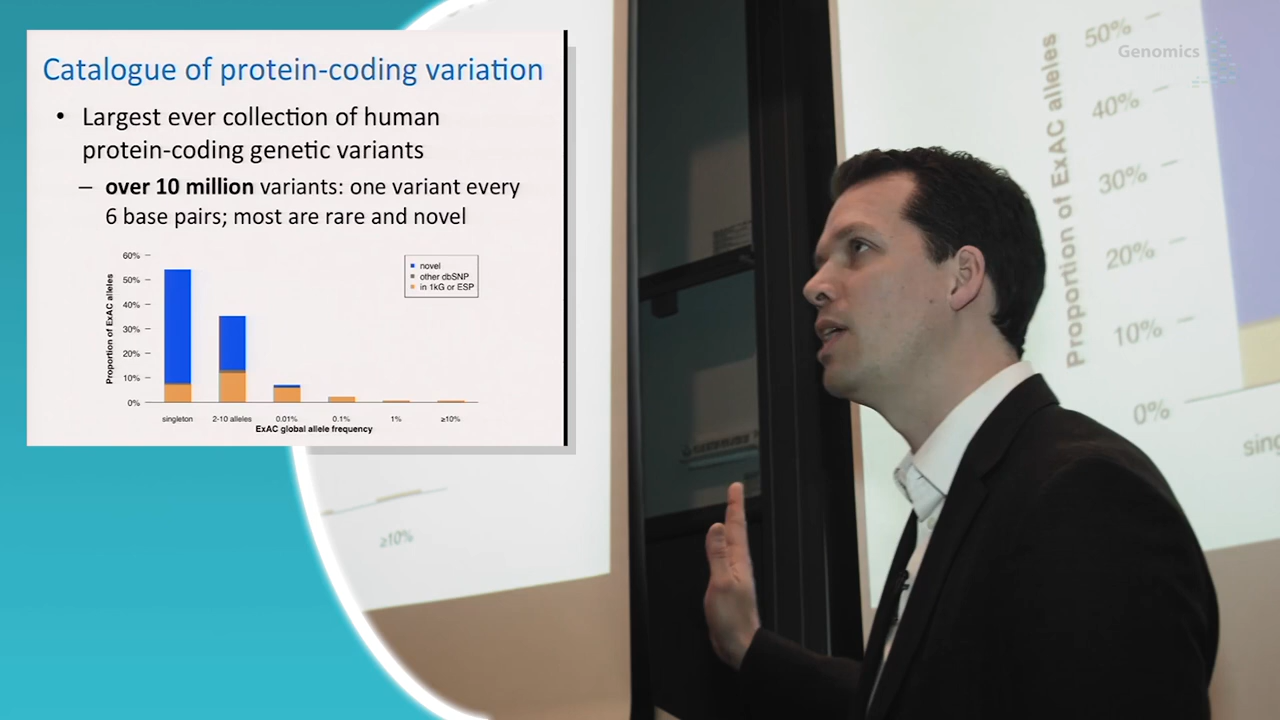 Catalogue of protein-coding variation
• Largest ever collection of human
protein-coding genetic variants
– over 10 million variants: one variant every
6 base pairs; most are rare and novel
60%
50%
40%
30%
20%
10%
0%
Proportion of ExAC alleles
novel
other dbSNP
in 1kG or ESP
singleton 2-10 alleles 0.01% 0.1% 1% ≥10%
ExAC global allele frequency
≥10%
Genomics
Proportion of ExAC alleles
50%
40%
30%
20%
10%
0%
sing